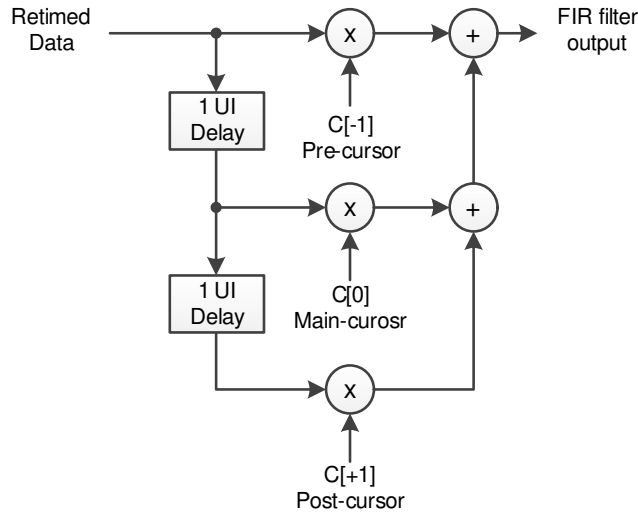 Retimed
Data
x
+
FIR filter
output
1 UI
Delay
C[-1]
Pre-cursor
x
+
1 UI
Delay
C[0]
Main-curosr
x
C[+1]
Post-cursor